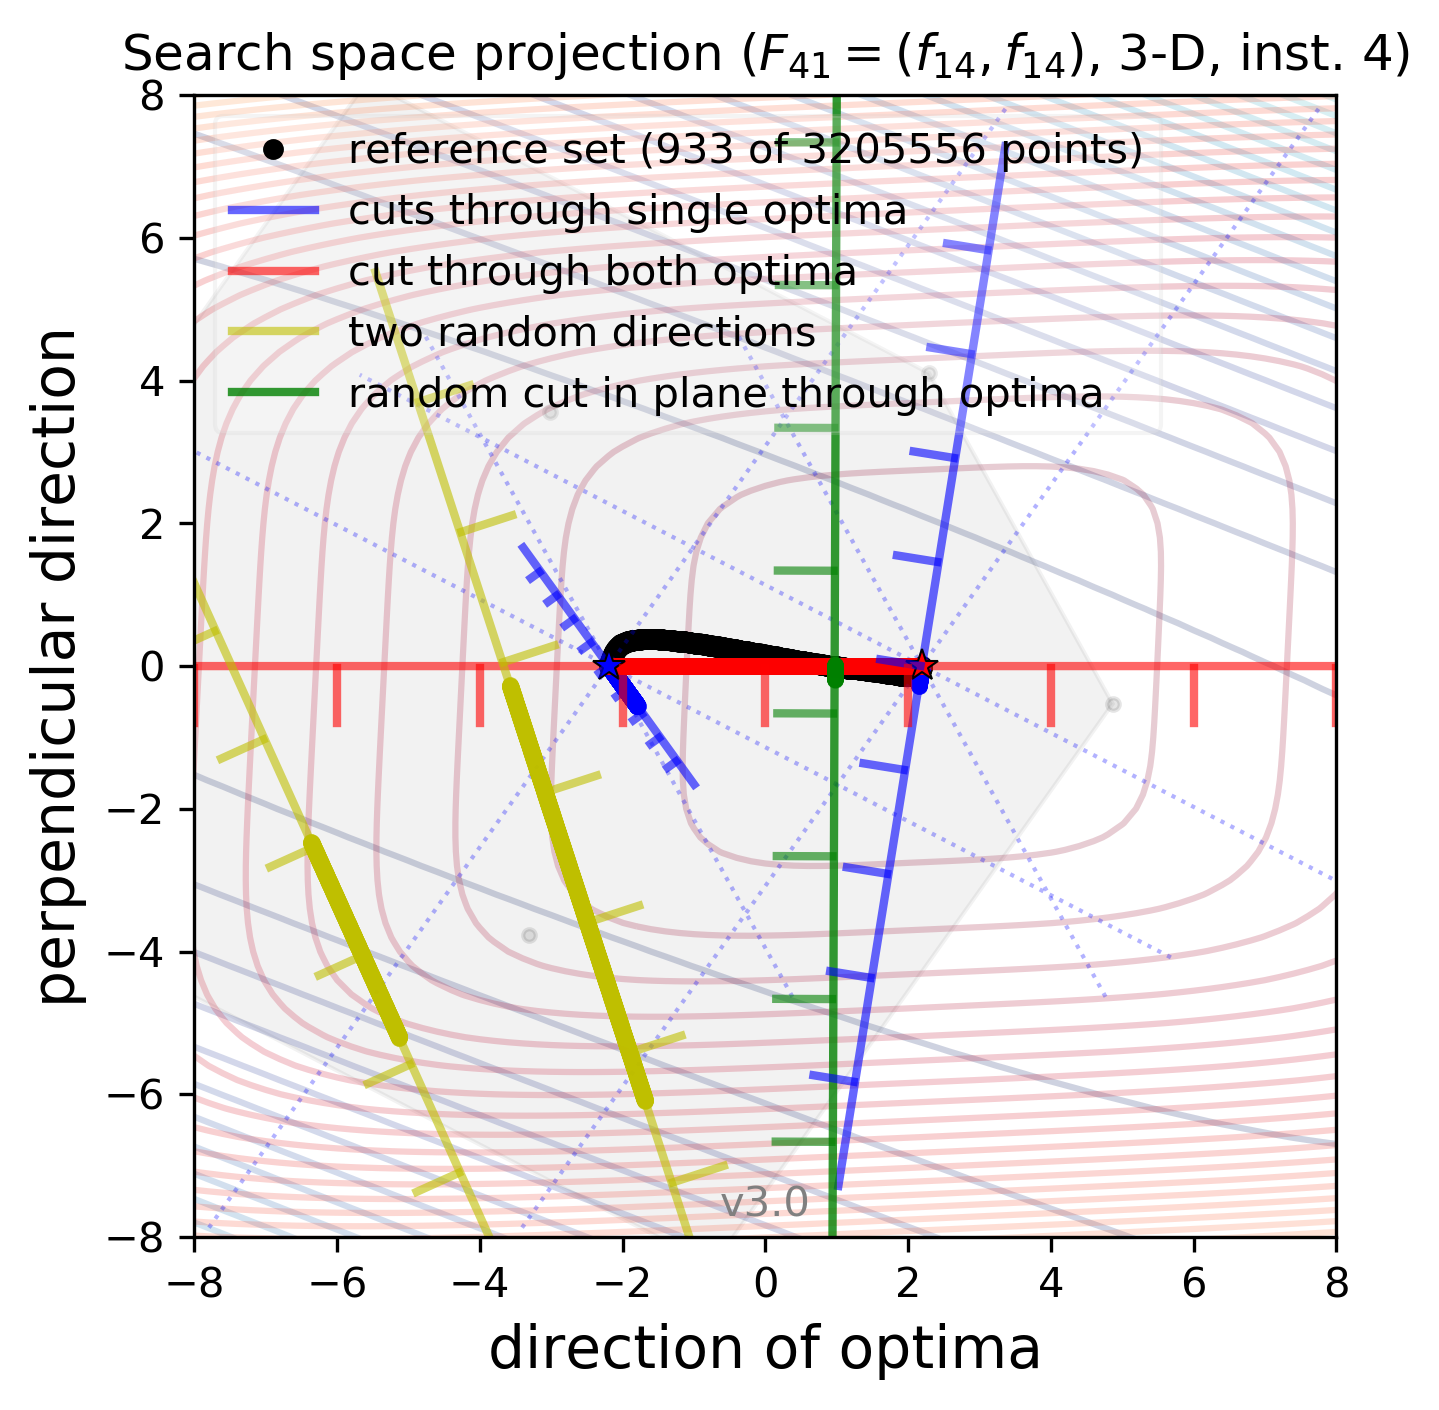 Search space projection (F41 = (f14, f14), 3-D, inst. 4)
8
6
4
2
0
−2
−4
−6
−8
perpendicular direction
reference set (933 of 3205556 points)
cuts through single optima
cut through both optima
two random directions
random cut in plane through optima
v3.0
−8 −6 −4 −2 0 2 4 6 8
direction of optima